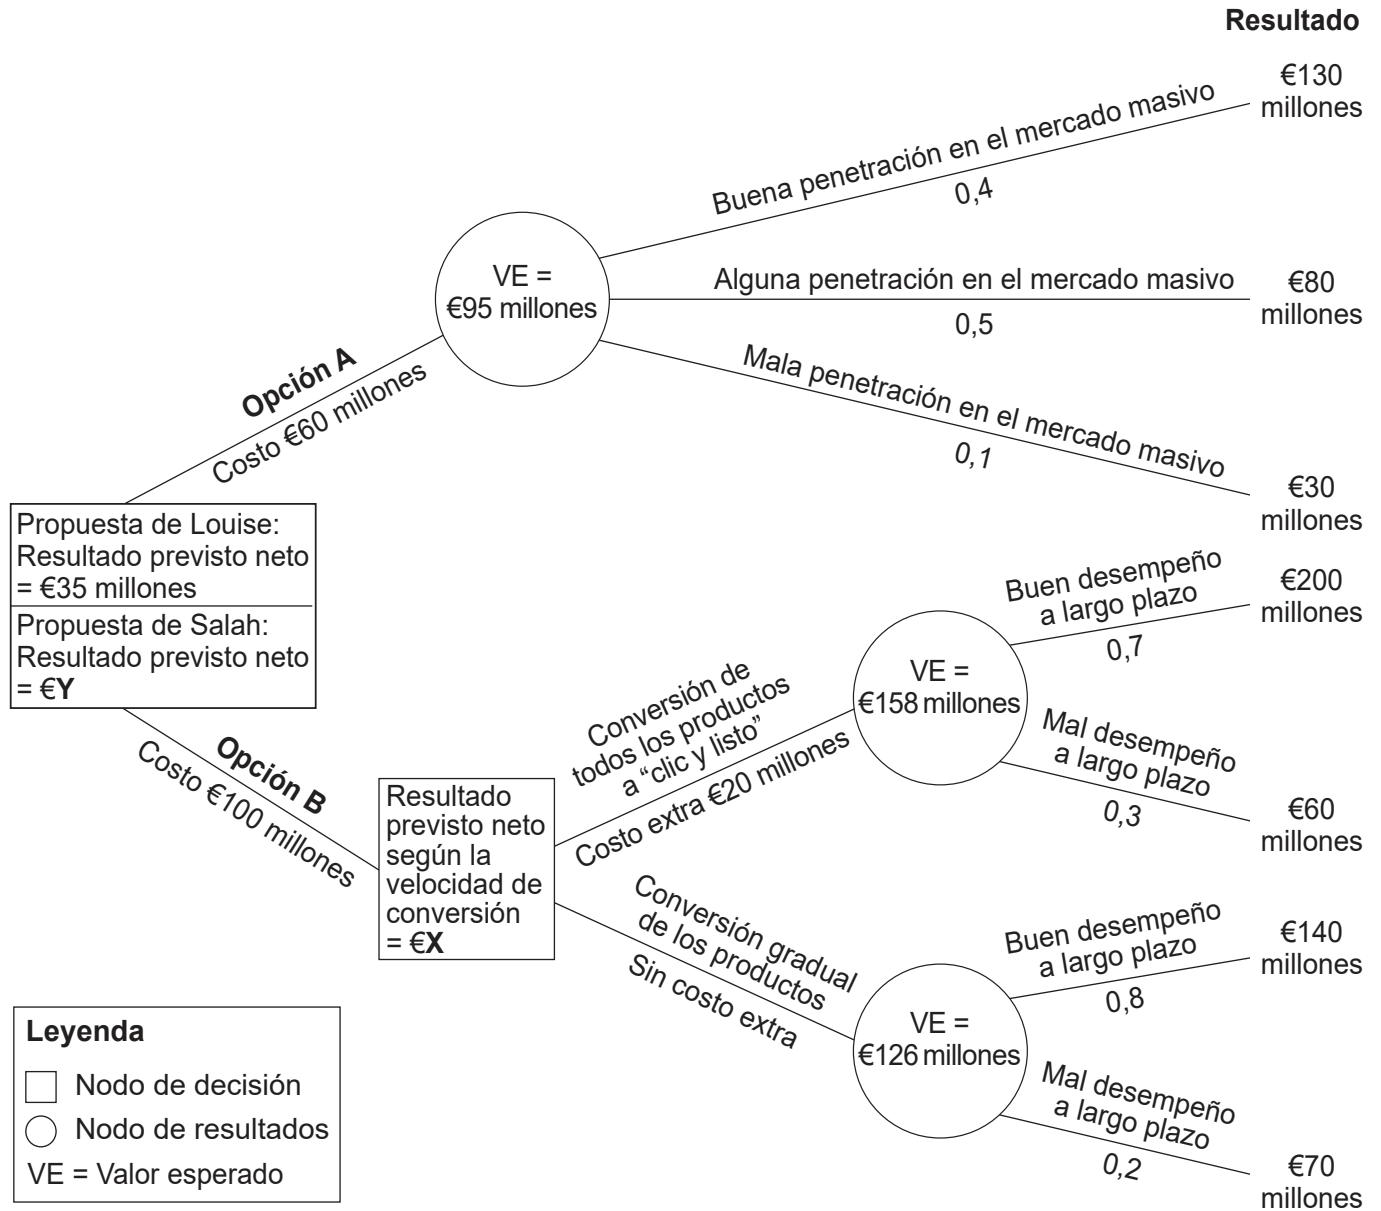 Resultado
€130
millones
Buena penetración en el mercado masivo
0,4
VE =
€95 millones
Alguna penetración en el mercado masivo
0,5
€80
millones
Mala penetración en el mercado masivo
0,1
€30
millones
Opción A
Costo €60 millones
Propuesta de Louise:
Resultado previsto neto
= €35 millones
Propuesta de Salah:
Resultado previsto neto
= €Y
Opción B
Costo €100 millones
Resultado
previsto neto
según la
velocidad de
conversión
= €X
Conversión de
todos los productos
a “clic y listo”
Costo extra €20 millones
VE =
€158 millones
Buen desempeño
a largo plazo
0,7
€200
millones
Mal desempeño
a largo plazo
0,3
€60
millones
Conversión gradual
de los productos
Sin costo extra
VE =
€126 millones
Buen desempeño
a largo plazo
0,8
€140
millones
Mal desempeño
a largo plazo
0,2
€70
millones
Leyenda
Nodo de decisión
Nodo de resultados
VE = Valor esperado